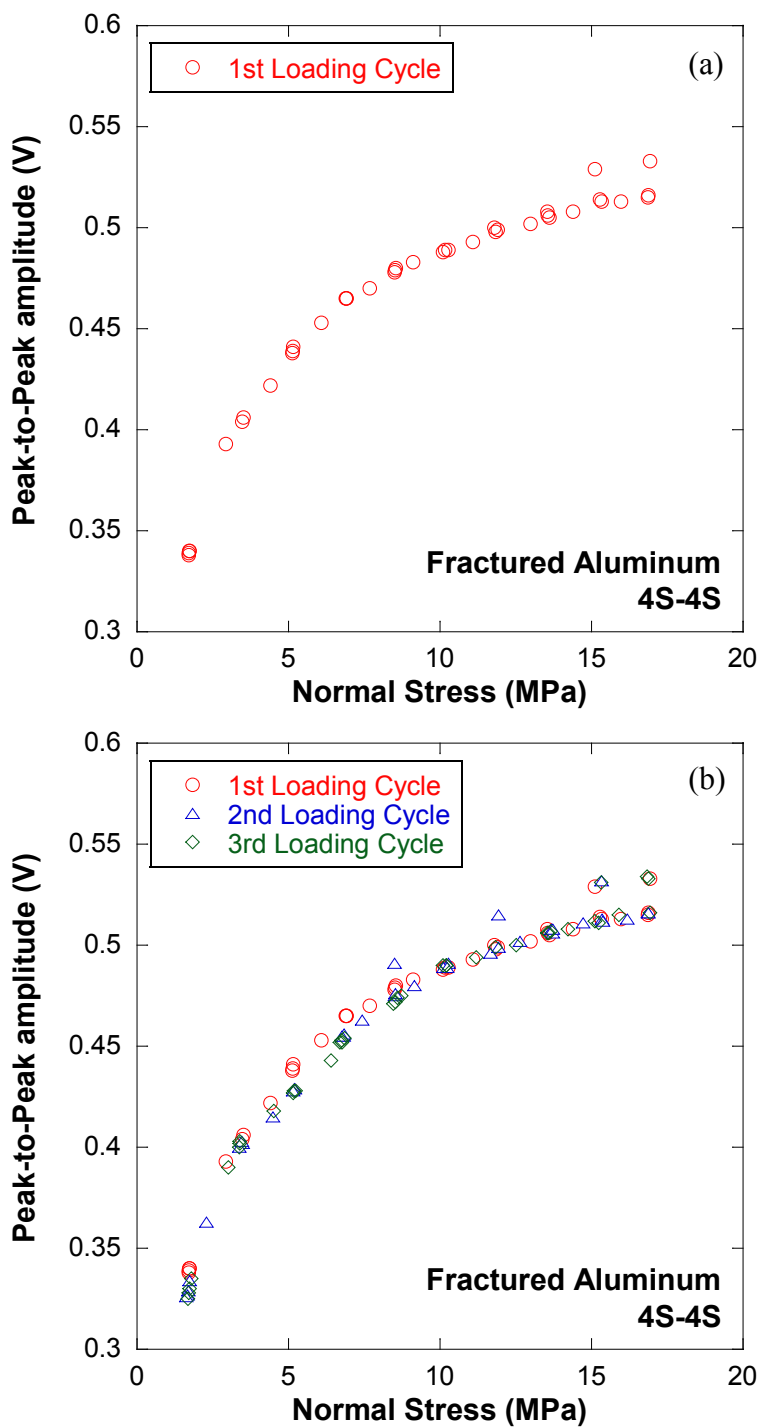 0.6
1st Loading Cycle
(a)
0.55
0.5
0.45
0.4
0.35
0.3
Peak-to-Peak amplitude (V)
Fractured Aluminum
4S-4S
0 5 10 15 20
Normal Stress (MPa)
0.6
1st Loading Cycle
2nd Loading Cycle
3rd Loading Cycle
(b)
0.55
0.5
0.45
0.4
0.35
0.3
Peak-to-Peak amplitude (V)
Fractured Aluminum
4S-4S
0 5 10 15 20
Normal Stress (MPa)